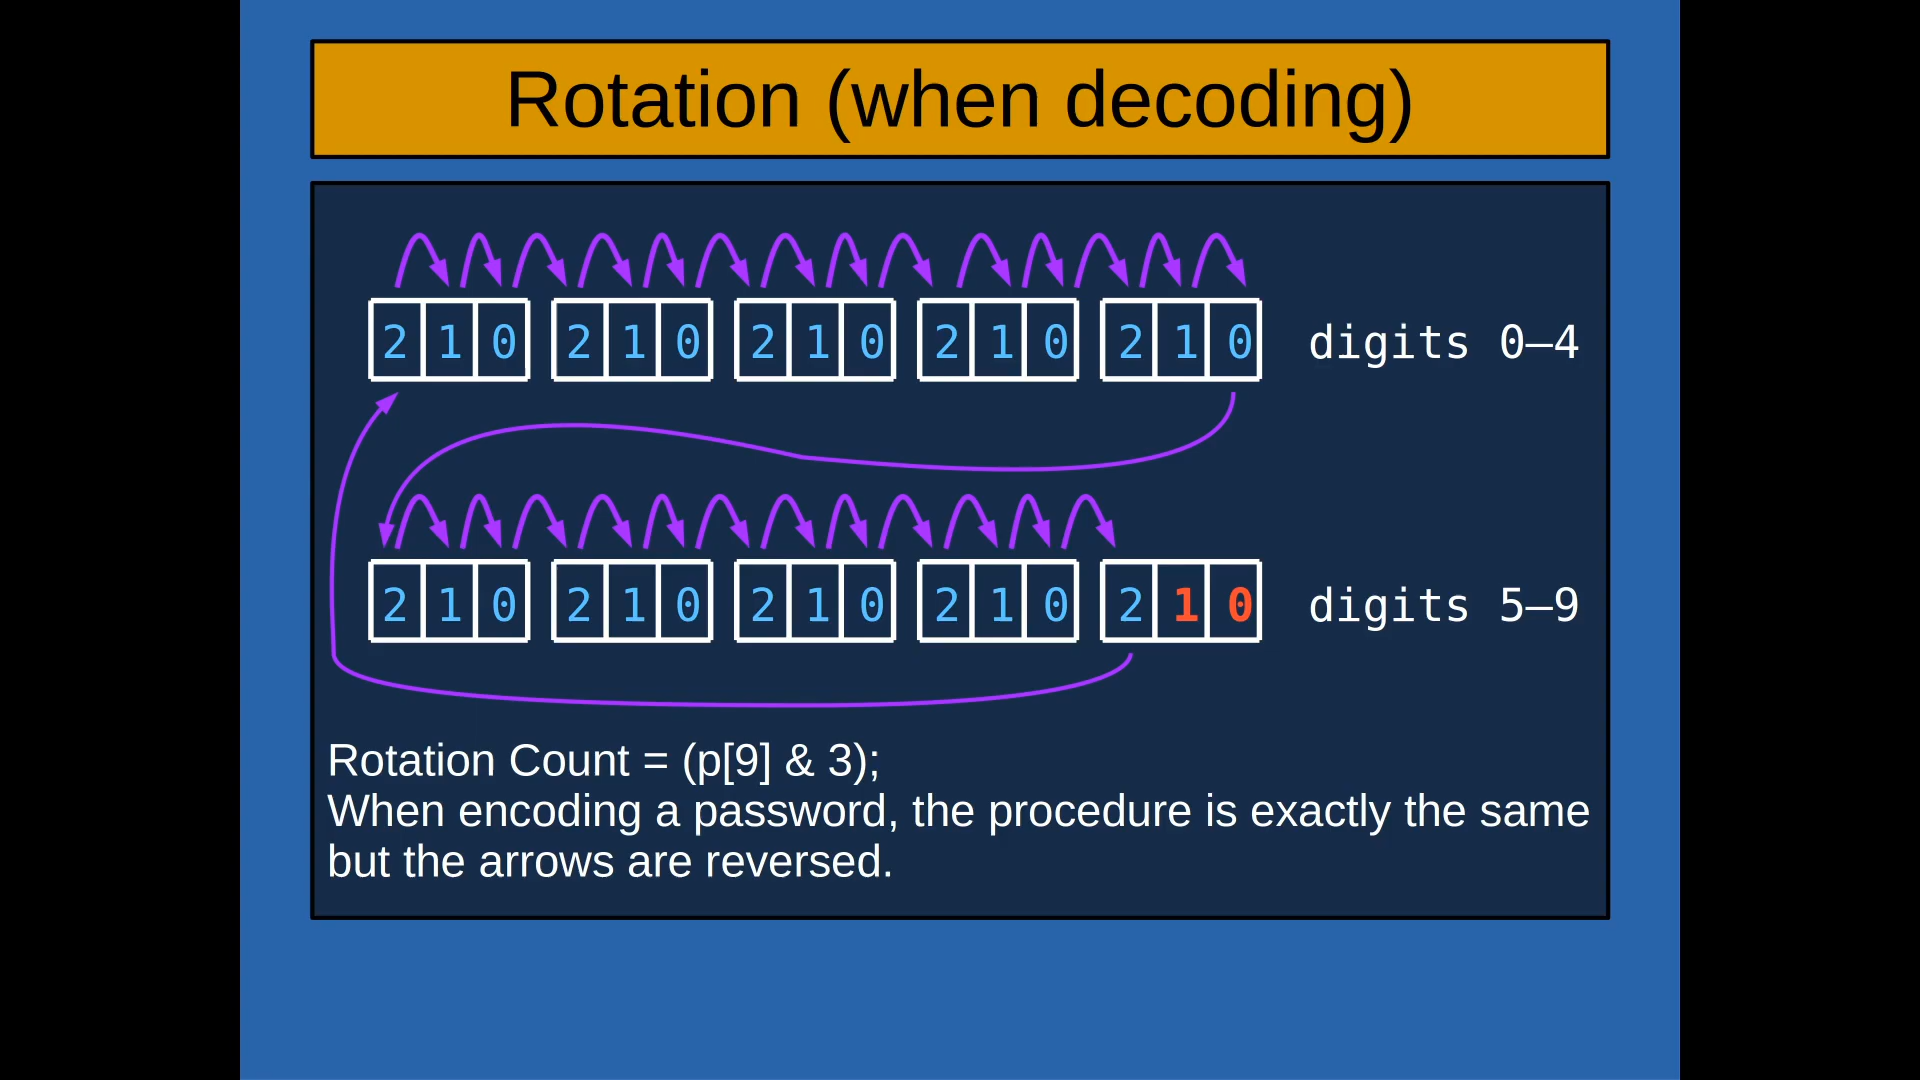 Rotation (when decoding)
2 1 0 2 1 0 2 1 0 2 1 0 2 1 0 digits 0–4
2 1 0 2 1 0 2 1 0 2 1 0 2 1 0 digits 5–9
Rotation Count = (p[9] & 3);
When encoding a password, the procedure is exactly the same
but the arrows are reversed.